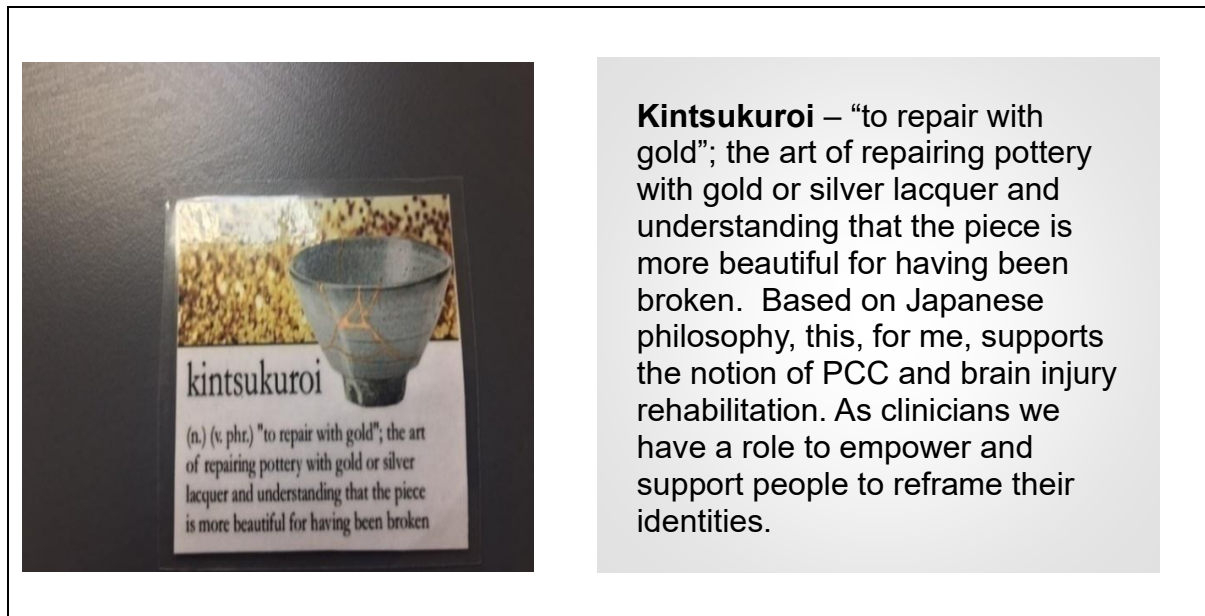 kintsukuroi
(n.) (v. phr.) "to repair with gold"; the art
of repairing pottery with gold or silver
lacquer and understanding that the piece
is more beautiful for having been broken
Kintsukuroi – “to repair with
gold”; the art of repairing pottery
with gold or silver lacquer and
understanding that the piece is
more beautiful for having been
broken.  Based on Japanese
philosophy, this, for me, supports
the notion of PCC and brain injury
rehabilitation. As clinicians we
have a role to empower and
support people to reframe their
identities.